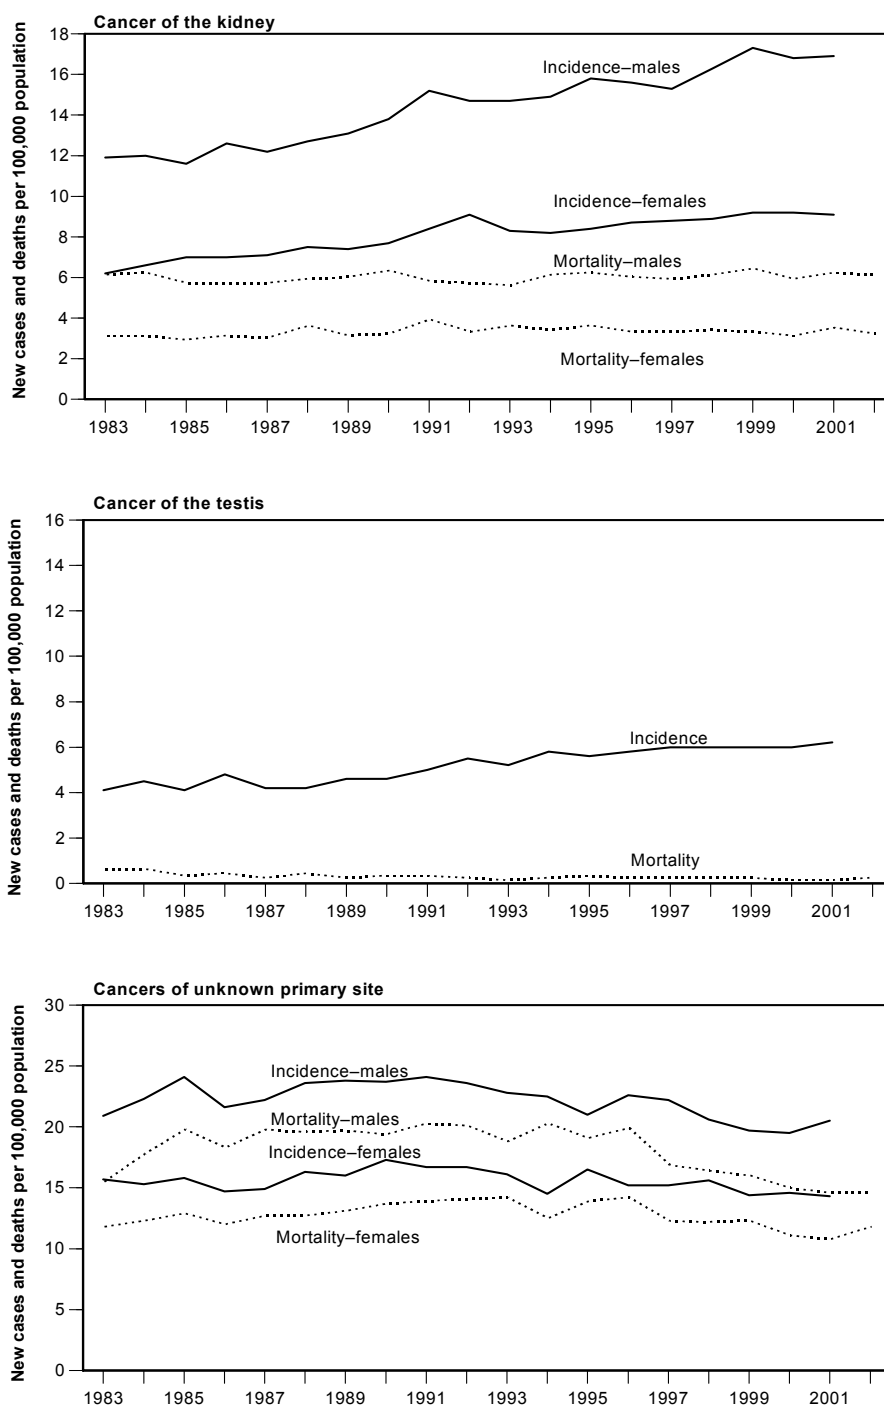 Cancer of the kidney
New cases and deaths per 100,000 population
18
16
14
12
10
8
6
4
2
0
Incidence–males
Incidence–females
Mortality–males
Mortality–females
1983 1985 1987 1989 1991 1993 1995 1997 1999 2001
Cancer of the testis
New cases and deaths per 100,000 population
16
14
12
10
8
6
4
2
0
Incidence
Mortality
1983 1985 1987 1989 1991 1993 1995 1997 1999 2001
Cancers of unknown primary site
New cases and deaths per 100,000 population
30
25
20
15
10
5
0
Incidence–males
Mortality–males
Incidence–females
Mortality–females
1983 1985 1987 1989 1991 1993 1995 1997 1999 2001